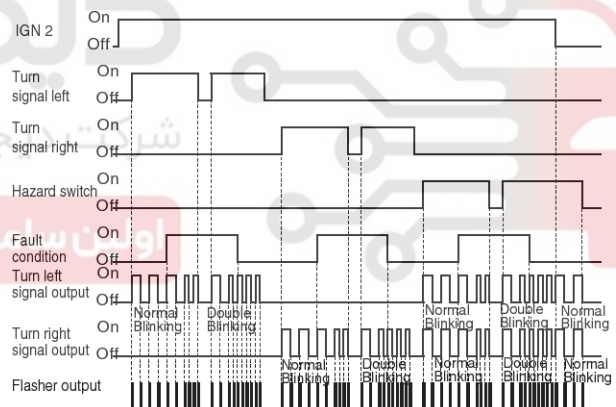 IGN 2
On
Off
Turn
signal left
On
Off
Turn
signal right
On
Off
Hazard switch
On
Off
Fault
condition
On
Off
Turn left
signal output
On
Off
Normal
Blinking
Double
Blinking
Normal
Blinking
Double
Blinking
Normal
Blinking
Turn right
signal output
On
Off
Normal
Blinking
Double
Blinking
Normal
Blinking
Double
Blinking
Normal
Blinking
Flasher output